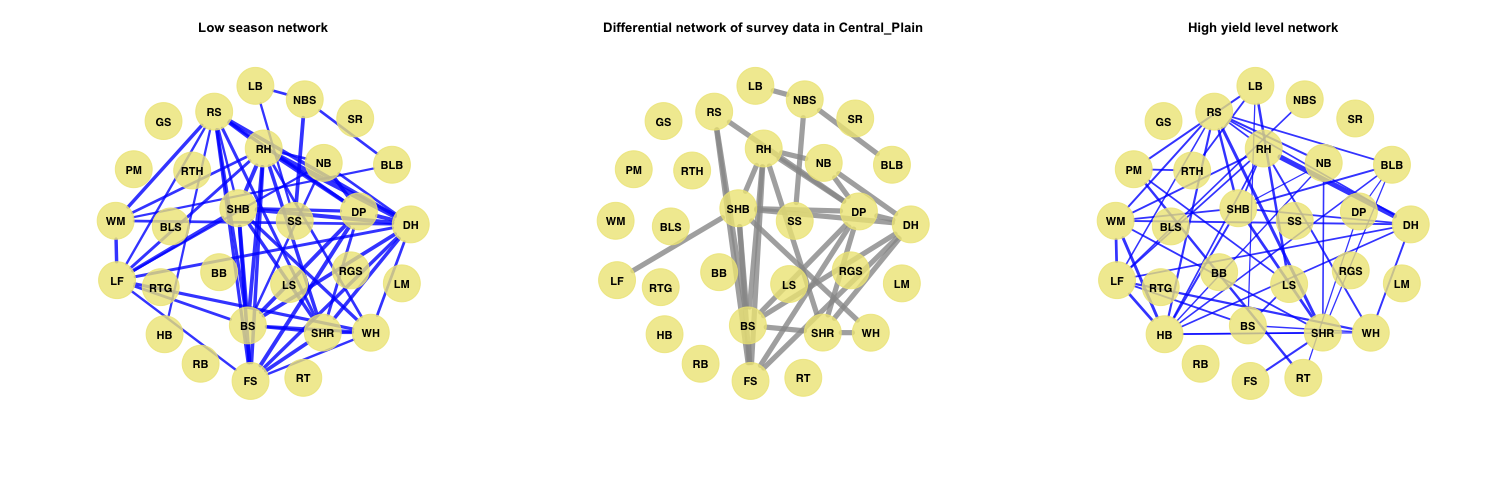 Low season network
LB
NBS
RS
SR
GS
RH
NB
BLB
PM
RTH
SHB
DP
WM
SS
DH
BLS
BB
RGS
LF
LS
LM
RTG
BS
SHR
WH
HB
RB
RT
FS
Differential network of survey data in Central_Plain
LB
NBS
RS
SR
GS
RH
NB
BLB
PM
RTH
SHB
DP
WM
SS
DH
BLS
BB
RGS
LF
LS
LM
RTG
BS
SHR
WH
HB
RB
RT
FS
High yield level network
LB
NBS
RS
SR
GS
RH
NB
BLB
PM
RTH
SHB
DP
WM
SS
DH
BLS
BB
RGS
LF
LS
LM
RTG
BS
SHR
WH
HB
RB
RT
FS